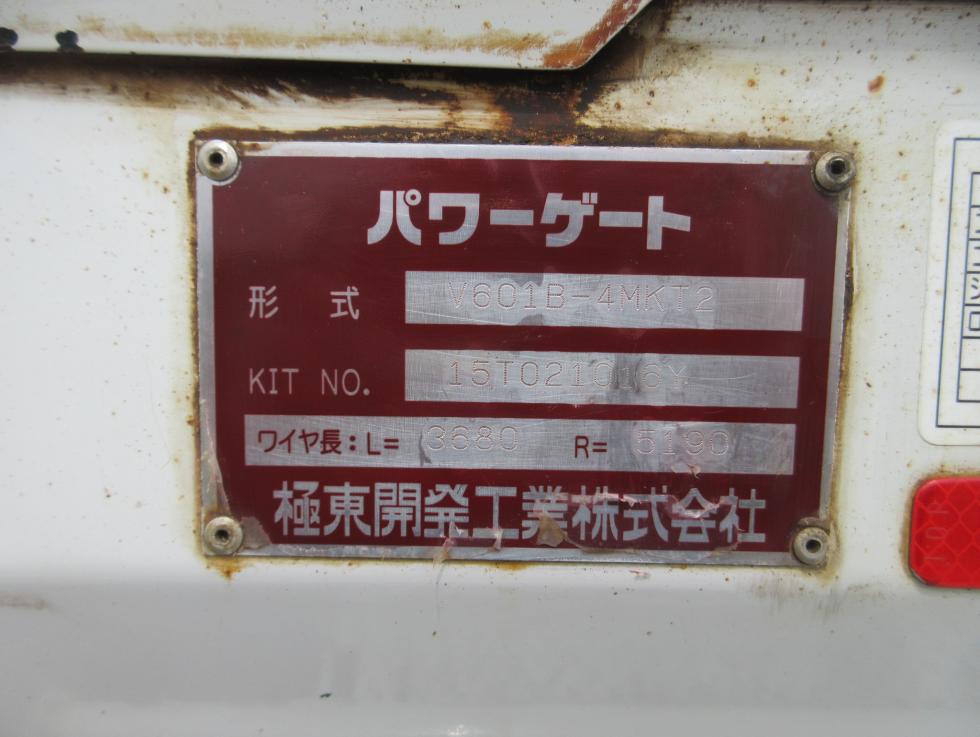 パワーゲート
形式 V601B-4MKT2
KIT NO. 15T021016Y
ワイヤ長:L= 3680 R= 5190
極東開発工業株式会社